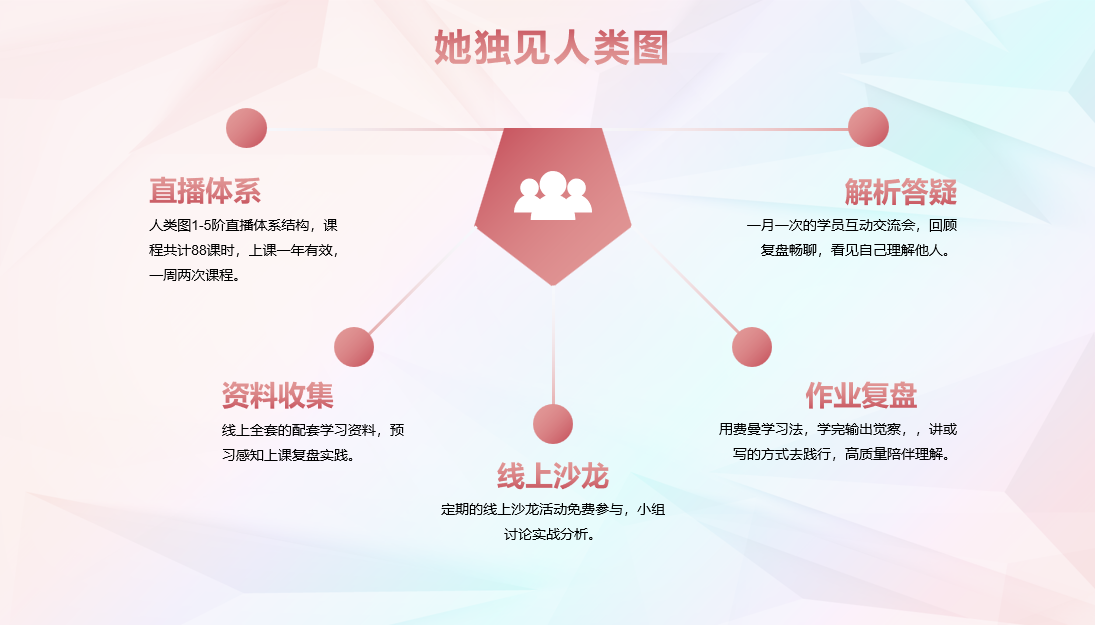 她独见人类图
直播体系
人类图1-5阶直播体系结构，课
程共计88课时，上课一年有效，
一周两次课程。
解析答疑
一月一次的学员互动交流会，回顾
复盘畅聊，看见自己理解他人。
资料收集
线上全套的配套学习资料，预
习感知上课复盘实践。
线上沙龙
定期的线上沙龙活动免费参与，小组
讨论实战分析。
作业复盘
用费曼学习法，学完输出觉察，，讲或
写的方式去践行，高质量陪伴理解。